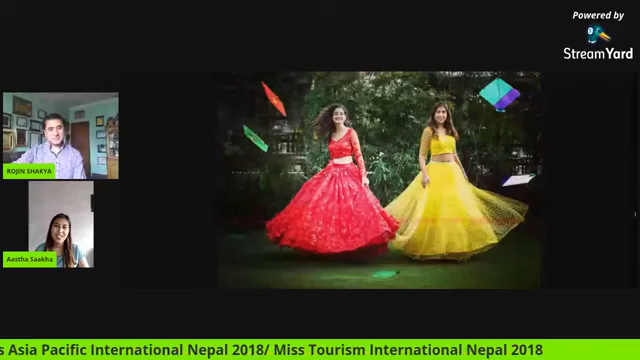 Powered by
StreamYard
ROJIN SHAKYA
Aastha Saakha
s Asia Pacific International Nepal 2018/ Miss Tourism International Nepal 2018